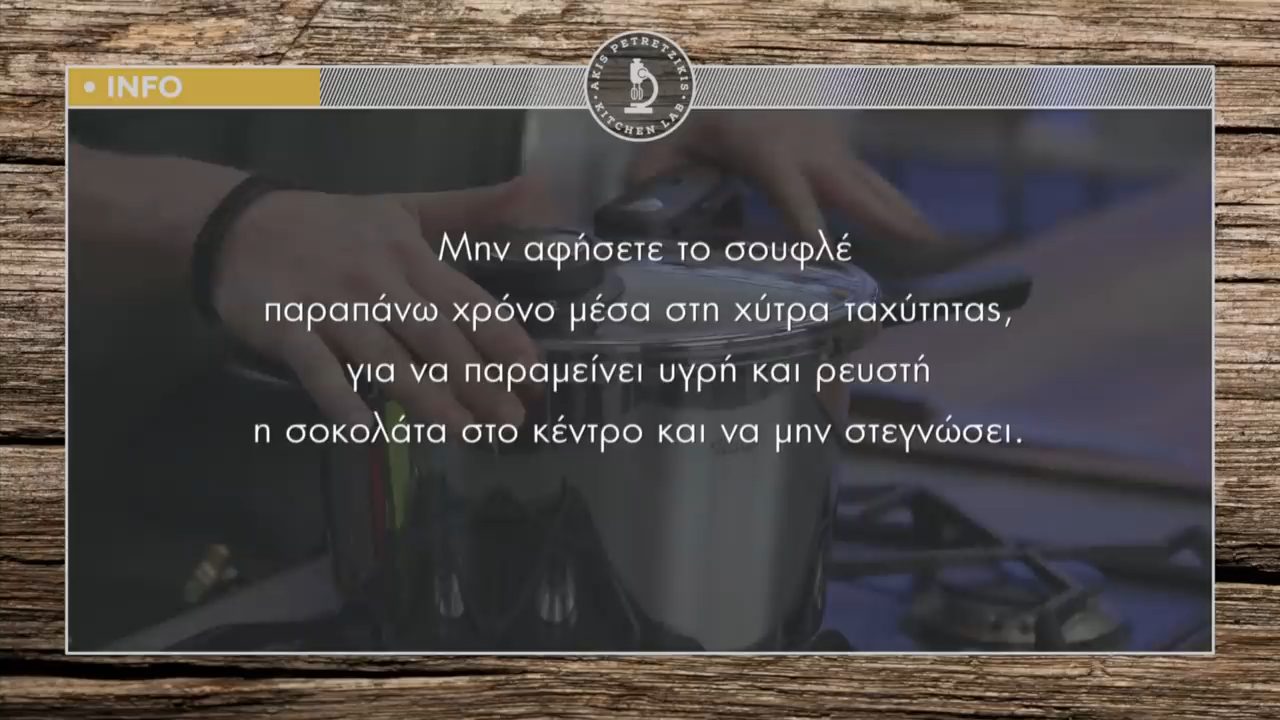 • INFO
AKIS PETRETZIKIS
• KITCHEN LAB •
Μην αφήσετε το σουφλέ
παραπάνω χρόνο μέσα στη χύτρα ταχύτητας,
για να παραμείνει υγρή και ρευστή
η σοκολάτα στο κέντρο και να μην στεγνώσει.